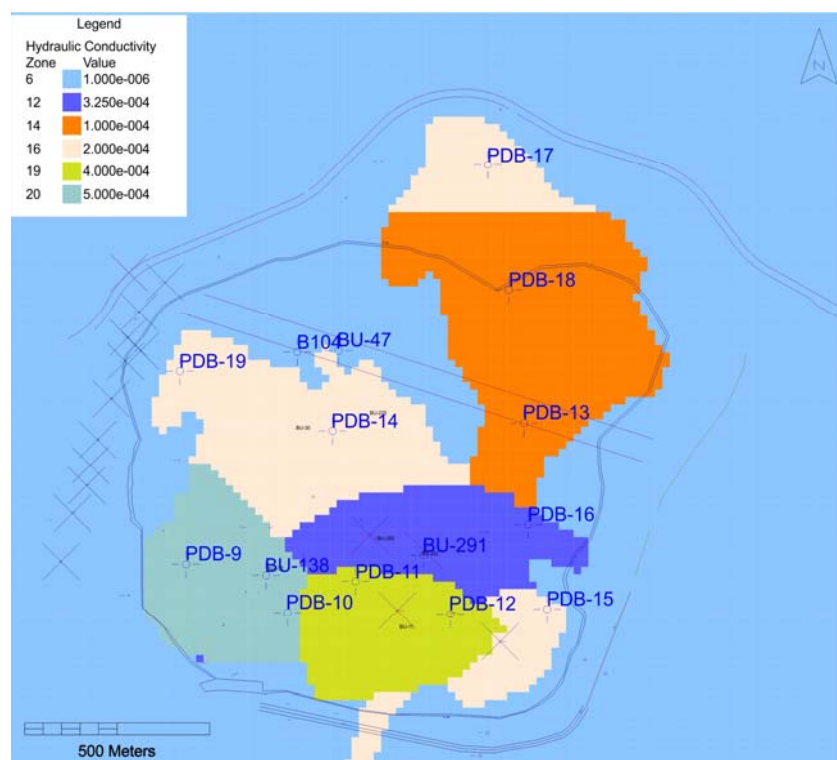 Legend
Hydraulic Conductivity
Zone Value
6 1.000e-006
12 3.250e-004
14 1.000e-004
16 2.000e-004
19 4.000e-004
20 5.000e-004
N
PDB-17
PDB-18
B104 BU-47
PDB-19
PDB-13
PDB-14
PDB-16
BU-291
PDB-9
BU-138 PDB-11
PDB-10 PDB-12 PDB-15
500 Meters